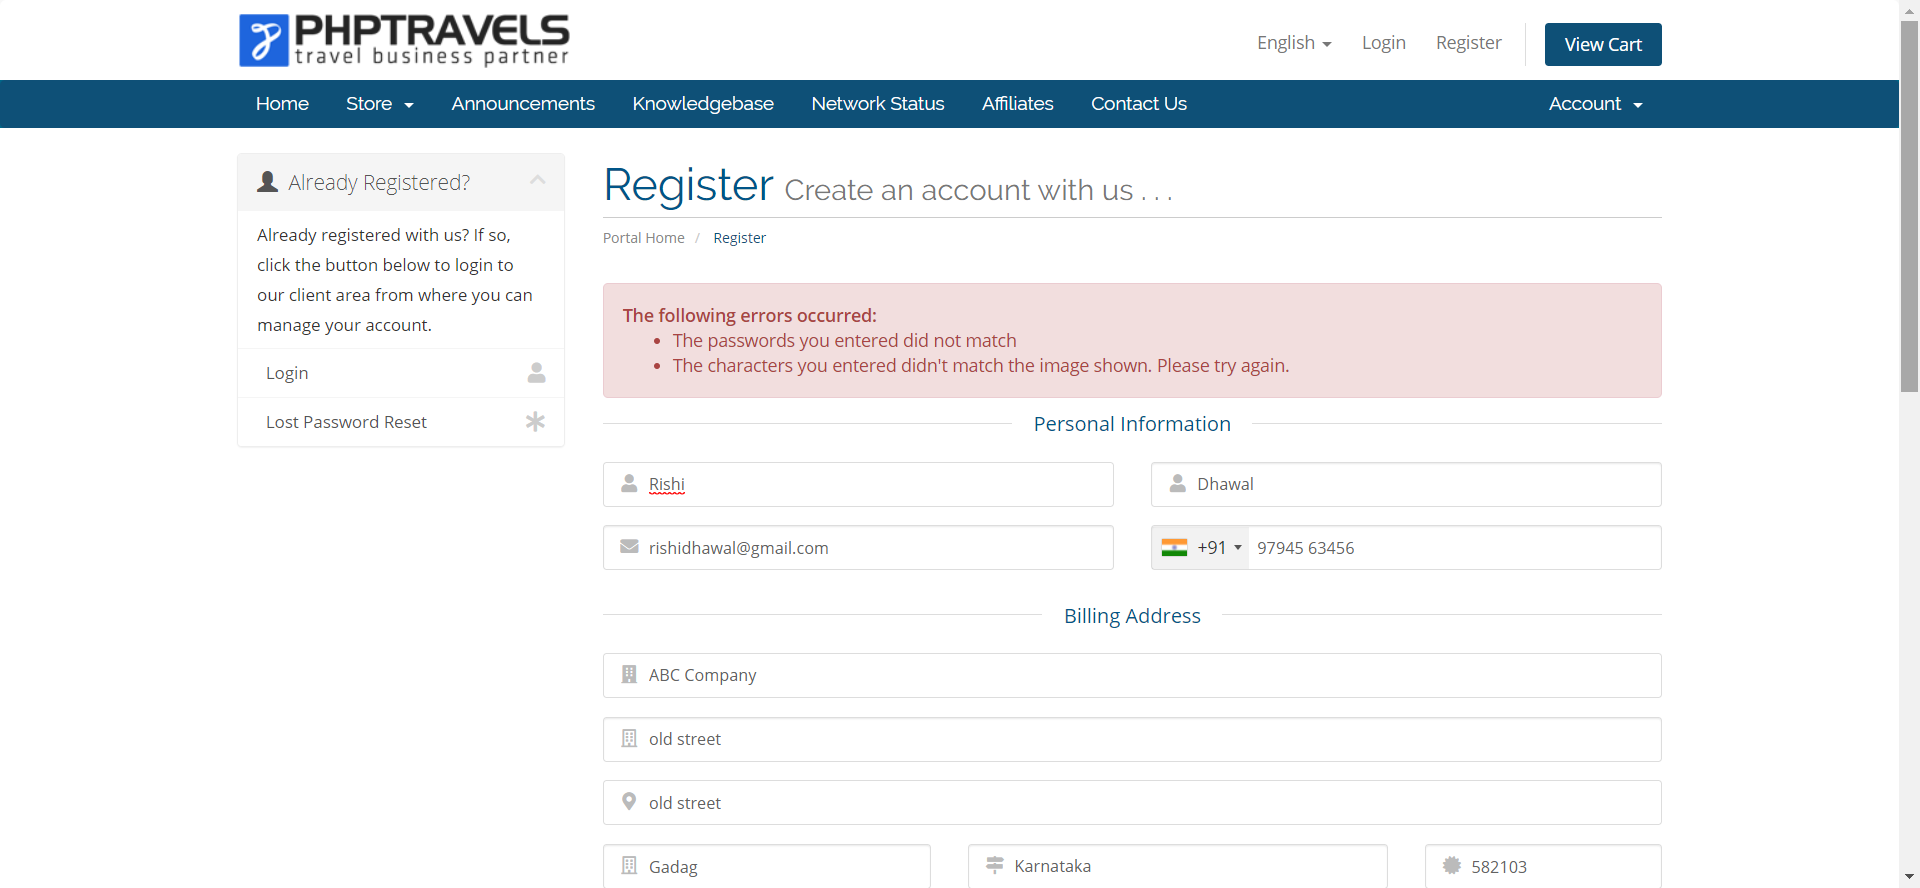 PHPTRAVELS
travel business partner
English
Login
Register
View Cart
Home
Store
Announcements
Knowledgebase
Network Status
Affiliates
Contact Us
Account
Already Registered?
Already registered with us? If so,
click the button below to login to
our client area from where you can
manage your account.
Login
Lost Password Reset
Register Create an account with us . . .
Portal Home / Register
The following errors occurred:
• The passwords you entered did not match
• The characters you entered didn't match the image shown. Please try again.
Personal Information
Rishi
Dhawal
rishidhawal@gmail.com
+91
97945 63456
Billing Address
ABC Company
old street
old street
Gadag
Karnataka
582103